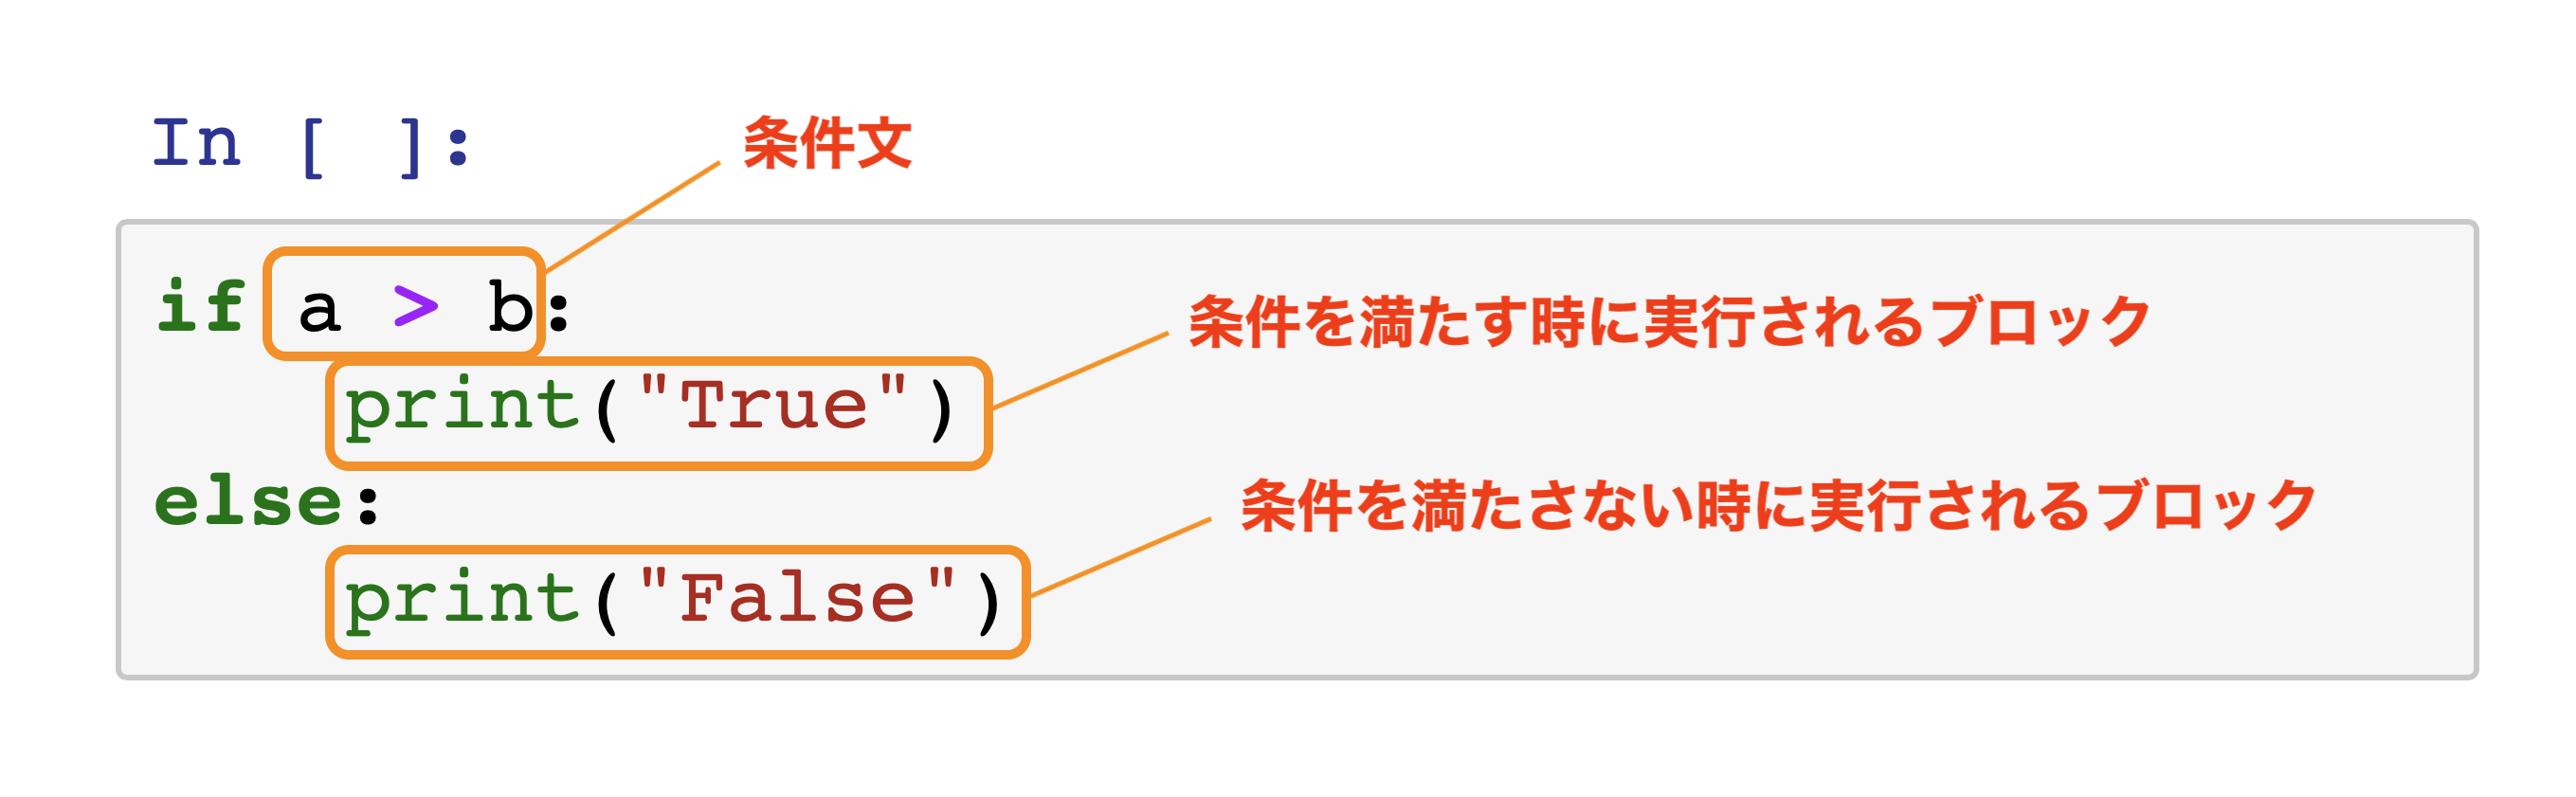 In [ ]:
条件文
if a > b:
条件を満たす時に実行されるブロック
print("True")
else:
条件を満たさない時に実行されるブロック
print("False")